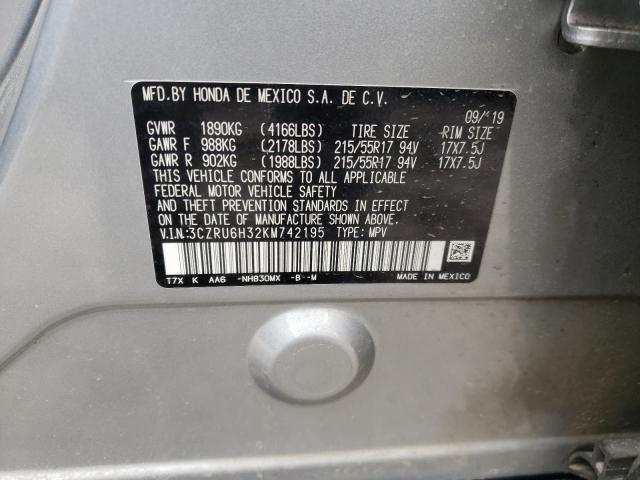 MFD.BY HONDA DE MEXICO S.A. DE C.V.
09/'19
GVWR 1890KG (4166LBS) TIRE SIZE RIM SIZE
GAWR F 988KG (2178LBS) 215/55R17 94V 17X7.5J
GAWR R 902KG (1988LBS) 215/55R17 94V 17X7.5J
THIS VEHICLE CONFORMS TO ALL APPLICABLE
FEDERAL MOTOR VEHICLE SAFETY
AND THEFT PREVENTION STANDARDS IN EFFECT
ON THE DATE OF MANUFACTURE SHOWN ABOVE.
V.I.N.:3CZRU6H32KM742195 TYPE: MPV
T7X K AA6 -NH830MX -B--M MADE IN MEXICO